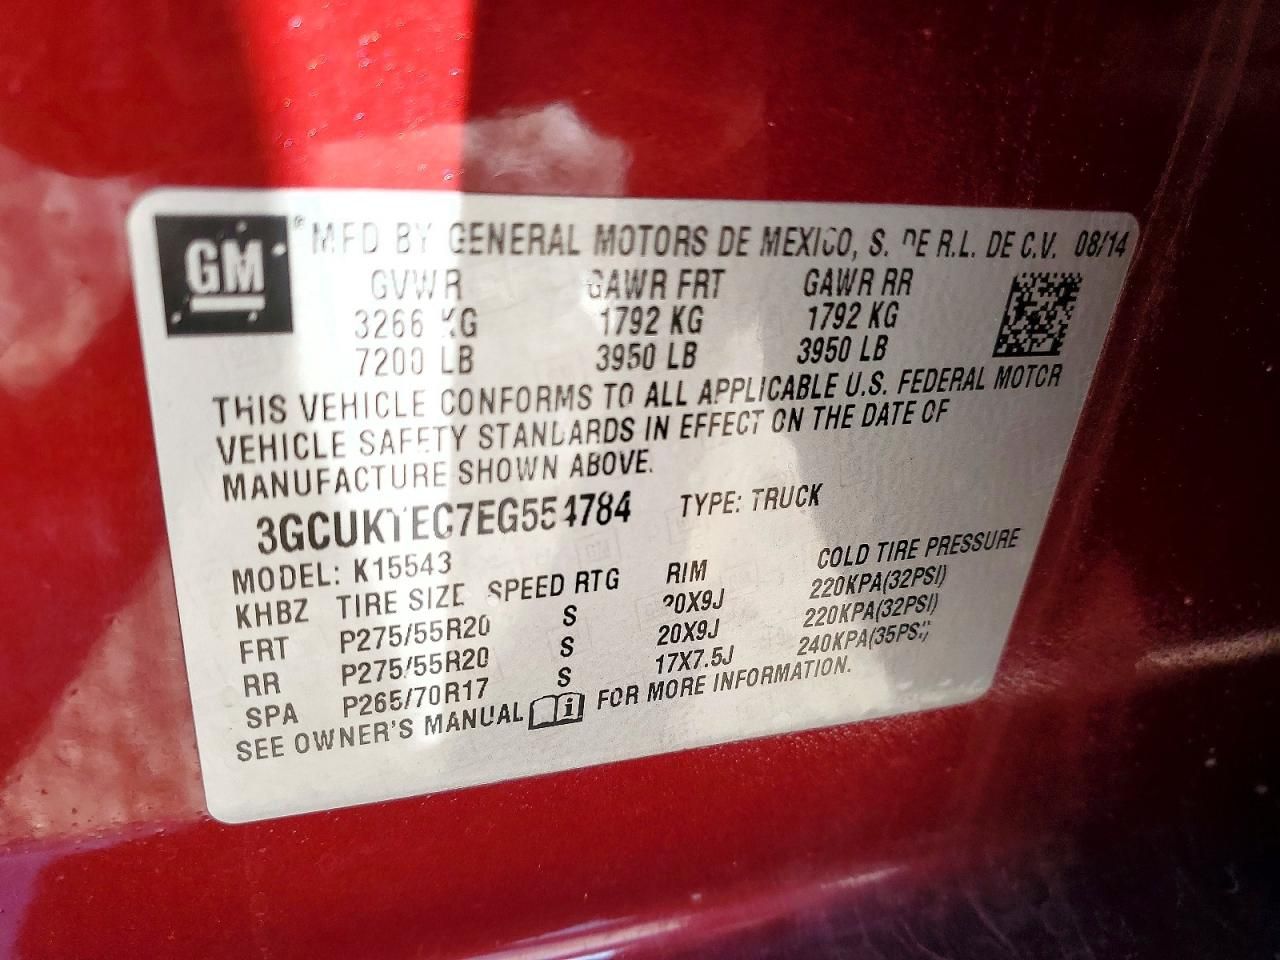 GM
® MFD BY GENERAL MOTORS DE MEXICO, S. DE R.L. DE C.V. 08/14
GVWR GAWR FRT GAWR RR
3266 KG 1792 KG 1792 KG
7200 LB 3950 LB 3950 LB
THIS VEHICLE CONFORMS TO ALL APPLICABLE U.S. FEDERAL MOTOR
VEHICLE SAFETY STANDARDS IN EFFECT ON THE DATE OF
MANUFACTURE SHOWN ABOVE.
3GCUKTEC7EG554784 TYPE: TRUCK
MODEL: K15543
KHBZ TIRE SIZE SPEED RTG RIM COLD TIRE PRESSURE
FRT P275/55R20 S 20X9J 220KPA(32PSI)
RR P275/55R20 S 20X9J 220KPA(32PSI)
SPA P265/70R17 S 17X7.5J 240KPA(35PSI)
SEE OWNER'S MANUAL i FOR MORE INFORMATION.